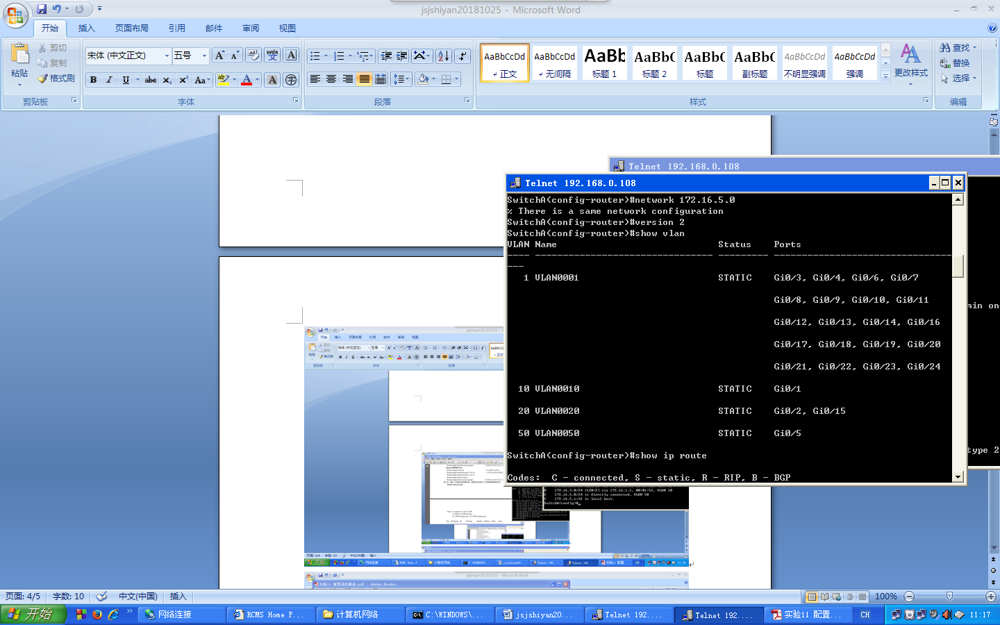 jsjshiyan20181025 - Microsoft Word
开始 插入 页面布局 引用 邮件 审阅 视图
粘贴 剪切 复制 格式刷 剪贴板
宋体 (中文正文) 五号
B I U abc X₂ X² Aa
字体
段落
AaBbCcDd AaBbCcDd AaBb AaBbC AaBbC AaBbC AaBbCcDd AaBbCcDd
正文 无间隔 标题 1 标题 2 标题 副标题 不明显强调 强调
更改样式
样式
查找
替换
选择
编辑
Telnet 192.168.0.108
Telnet 192.168.0.108
SwitchA(config-router)#network 172.16.5.0
% There is a same network configuration
SwitchA(config-router)#version 2
SwitchA(config-router)#show vlan
VLAN Name Status Ports
---- -------------------------------- --------- --------------------------------
---
1 VLAN0001 STATIC Gi0/3, Gi0/4, Gi0/6, Gi0/7
Gi0/8, Gi0/9, Gi0/10, Gi0/11
Gi0/12, Gi0/13, Gi0/14, Gi0/16
Gi0/17, Gi0/18, Gi0/19, Gi0/20
Gi0/21, Gi0/22, Gi0/23, Gi0/24
10 VLAN0010 STATIC Gi0/1
20 VLAN0020 STATIC Gi0/2, Gi0/15
50 VLAN0050 STATIC Gi0/5
SwitchA(config-router)#show ip route
Codes: C - connected, S - static, R - RIP, B - BGP
min on
type 2
页面: 4/5 字数: 10 中文(中国) 插入 100%
开始 网络连接 RCMS Home P... 计算机网络 C:\WINDOWS\... jsjshiyan20... Telnet 192.... Telnet 192.... 实验11 配置... CH 11:17